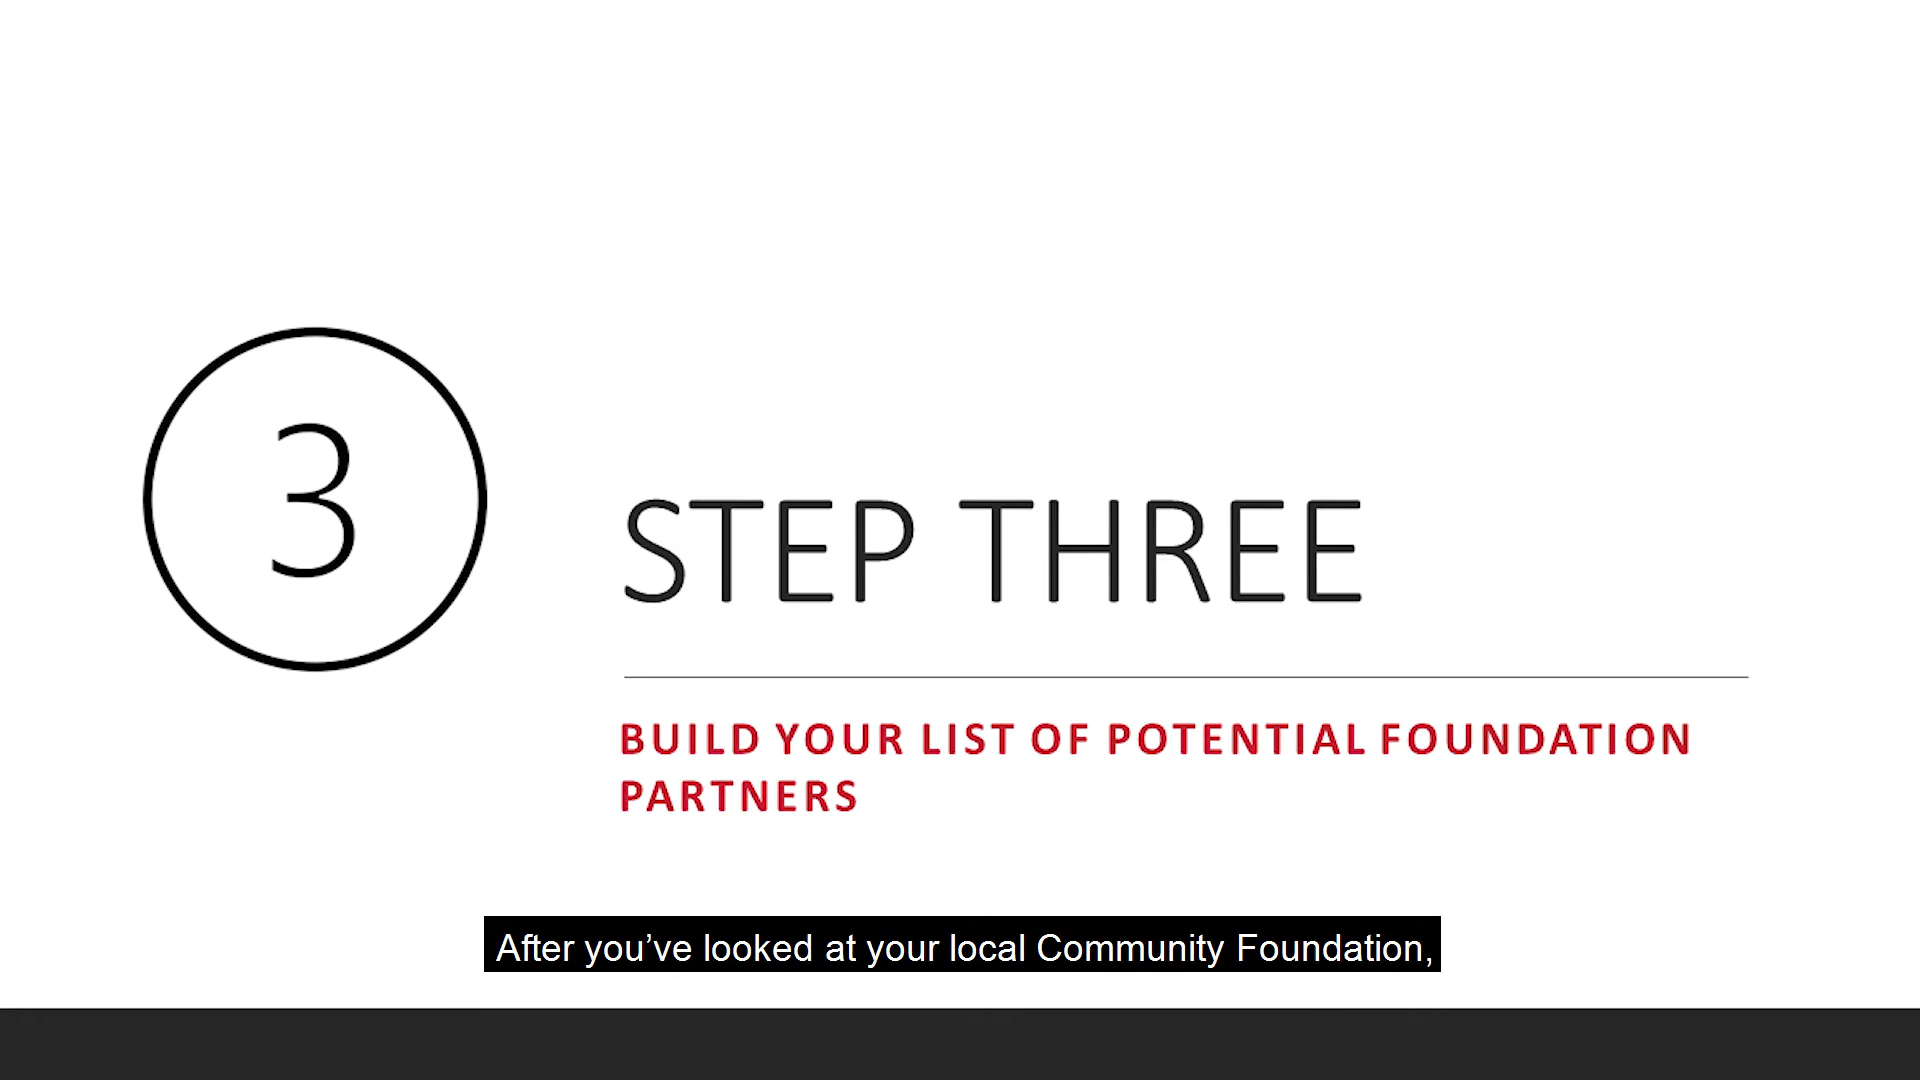 3
STEP THREE
BUILD YOUR LIST OF POTENTIAL FOUNDATION
PARTNERS
After you’ve looked at your local Community Foundation,